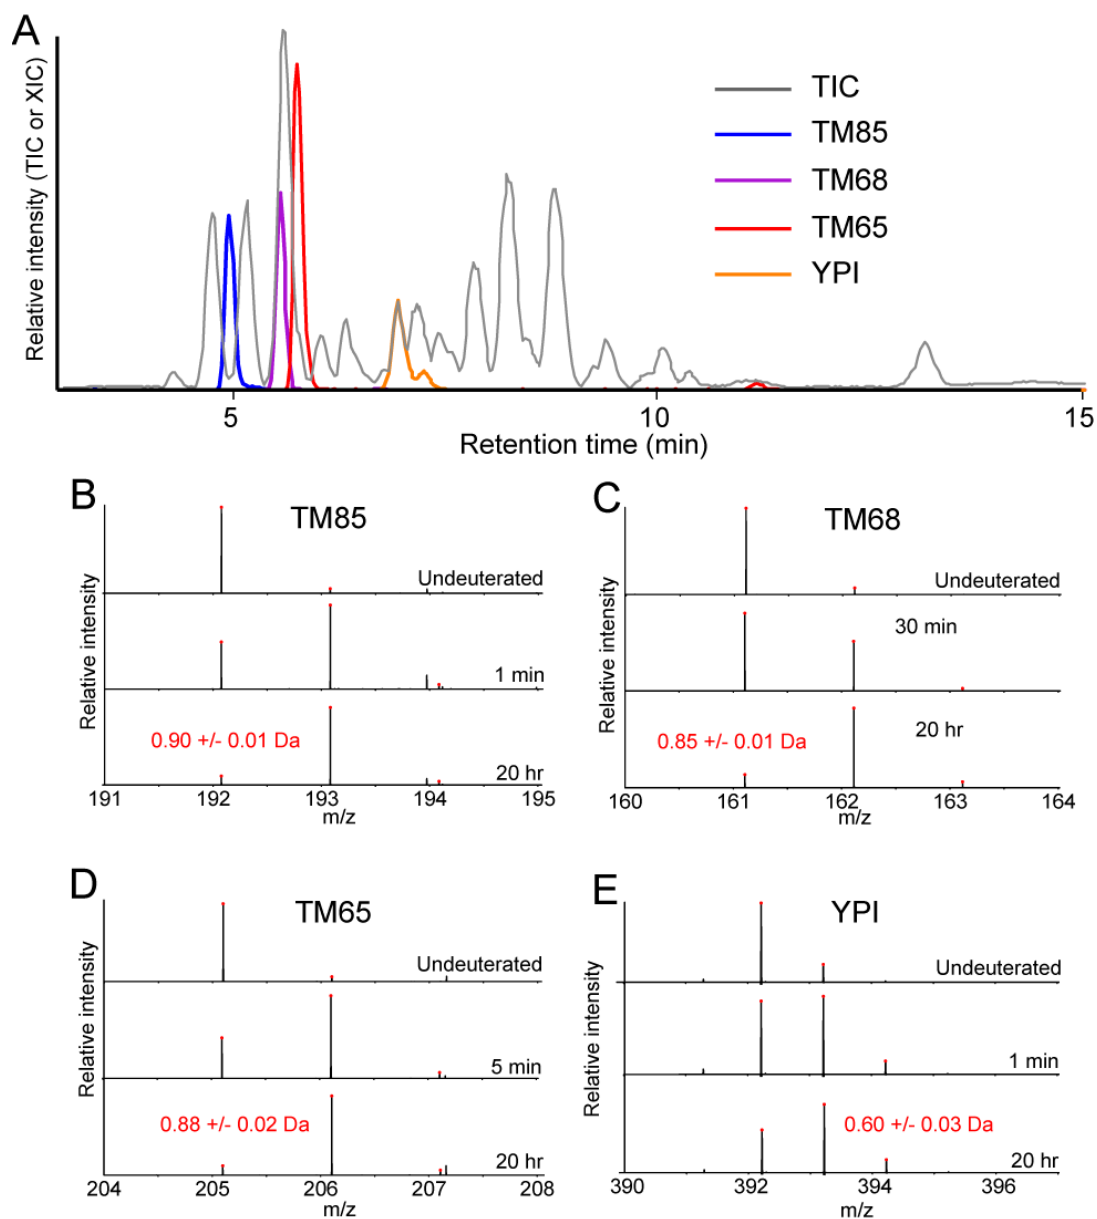 A
Relative intensity (TIC or XIC)
TIC
TM85
TM68
TM65
YPI
5
10
15
Retention time (min)
B
TM85
Relative intensity
Undeuterated
1 min
0.90 +/- 0.01 Da
20 hr
191
192
193
194
195
m/z
C
TM68
Relative intensity
Undeuterated
30 min
20 hr
0.85 +/- 0.01 Da
160
161
162
163
164
m/z
D
TM65
Relative intensity
Undeuterated
5 min
0.88 +/- 0.02 Da
20 hr
204
205
206
207
208
m/z
E
YPI
Relative intensity
Undeuterated
1 min
0.60 +/- 0.03 Da
20 hr
390
392
394
396
m/z